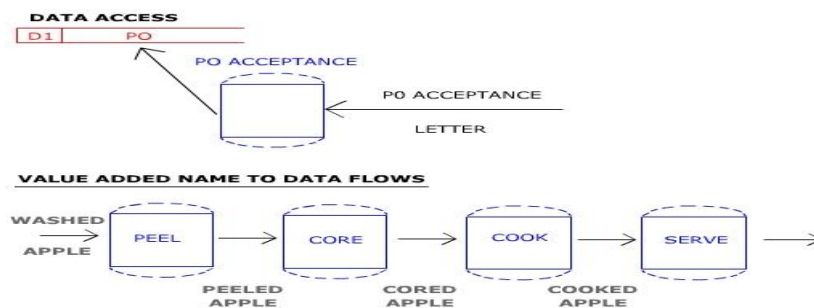 DATA ACCESS
D1 PO
PO ACCEPTANCE
P0 ACCEPTANCE
LETTER
VALUE ADDED NAME TO DATA FLOWS
WASHED
APPLE
PEEL
PEELED
APPLE
CORE
CORED
APPLE
COOK
COOKED
APPLE
SERVE